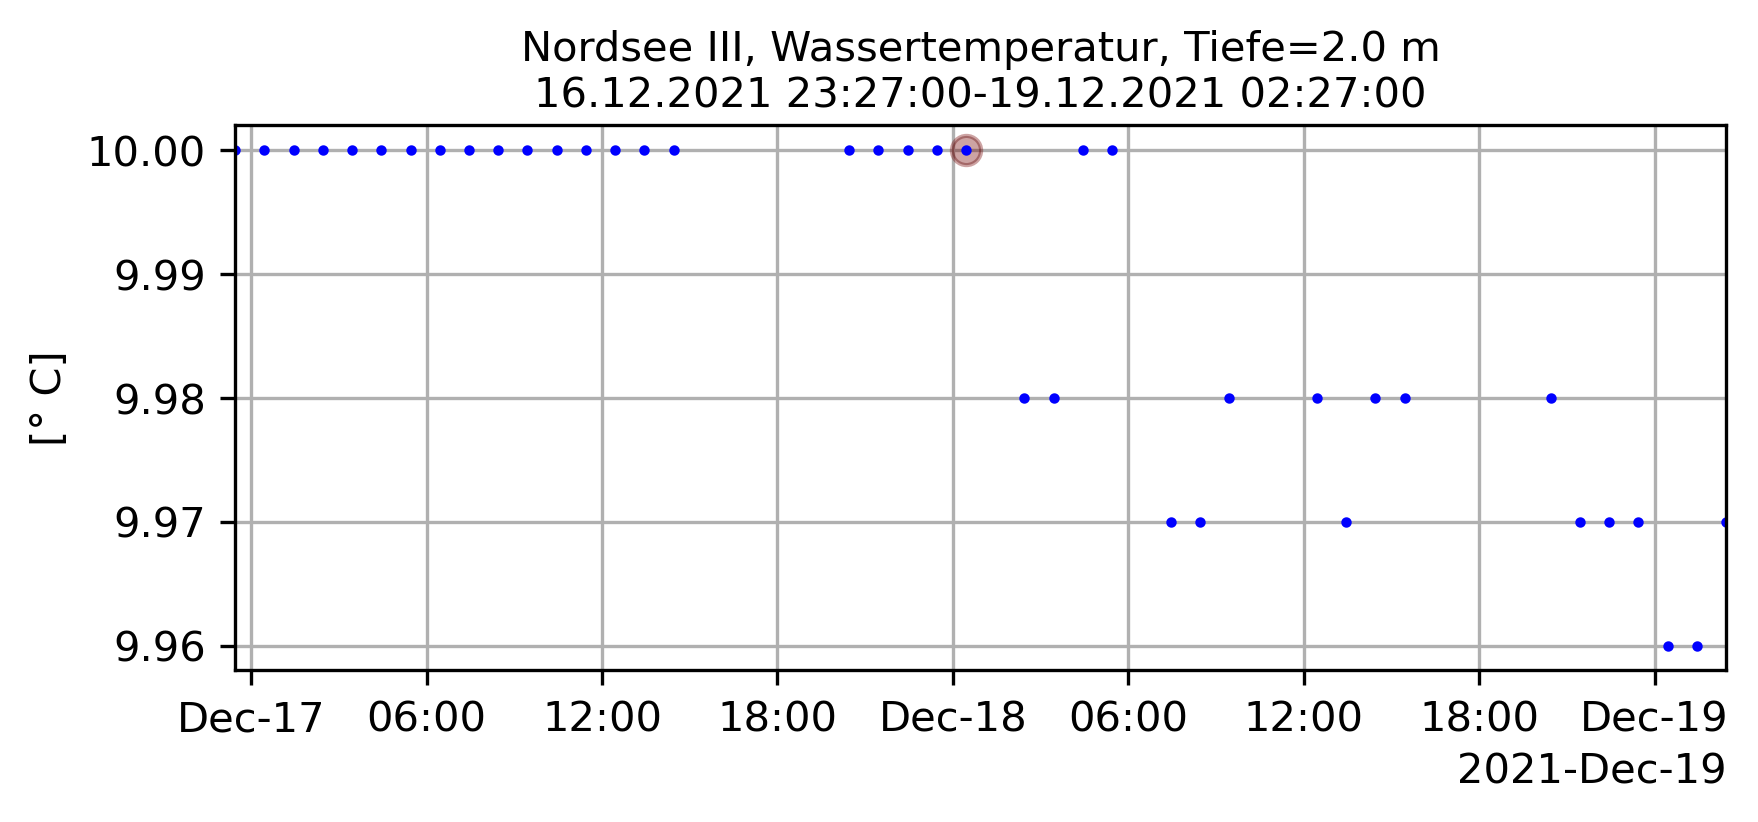 Nordsee III, Wassertemperatur, Tiefe=2.0 m
16.12.2021 23:27:00-19.12.2021 02:27:00
10.00
9.99
9.98
9.97
9.96
[° C]
Dec-17 06:00 12:00 18:00 Dec-18 06:00 12:00 18:00 Dec-19
2021-Dec-19